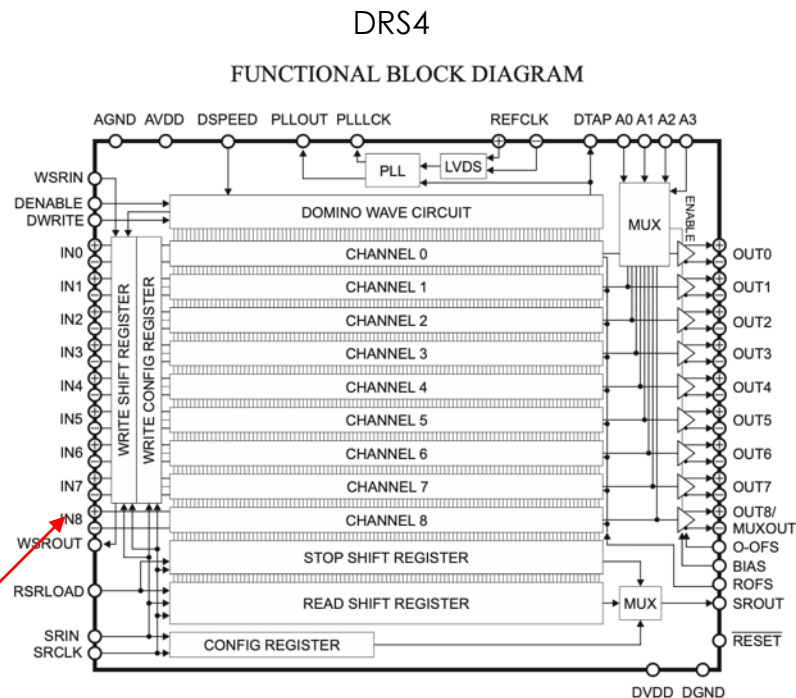 DRS4
FUNCTIONAL BLOCK DIAGRAM
AGND AVDD DSPEED PLLOUT PLLLCK REFCLK DTAP A0 A1 A2 A3
PLL
LVDS
WSRIN
DENABLE
DWRITE
DOMINO WAVE CIRCUIT
MUX
ENABLE
WRITE SHIFT REGISTER
WRITE CONFIG REGISTER
IN0 CHANNEL 0 OUT0
IN1 CHANNEL 1 OUT1
IN2 CHANNEL 2 OUT2
IN3 CHANNEL 3 OUT3
IN4 CHANNEL 4 OUT4
IN5 CHANNEL 5 OUT5
IN6 CHANNEL 6 OUT6
IN7 CHANNEL 7 OUT7
IN8 CHANNEL 8 OUT8/
MUXOUT
WSROUT STOP SHIFT REGISTER O-OFS
BIAS
ROFS
RSRLOAD READ SHIFT REGISTER MUX SROUT
SRIN CONFIG REGISTER RESET
SRCLK
DVDD DGND